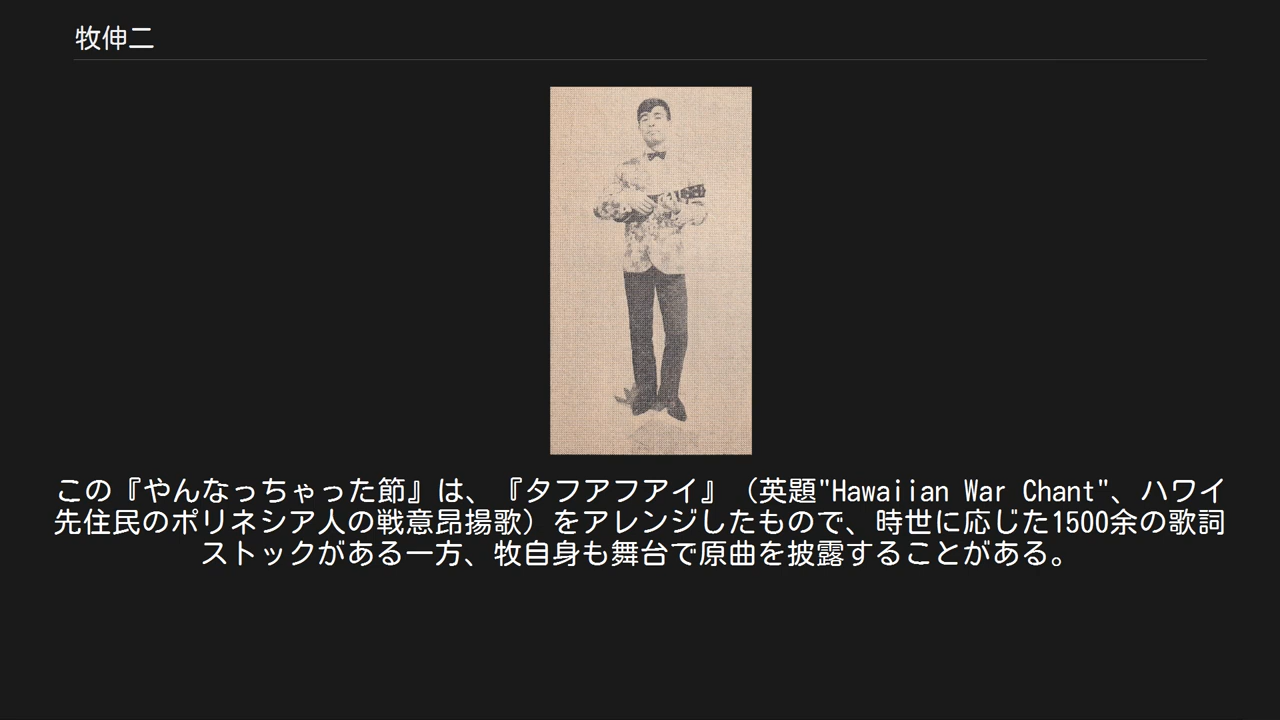 牧伸二
この『やんなっちゃった節』は、『タフアフアイ』（英題"Hawaiian War Chant"、ハワイ
先住民のポリネシア人の戦意昂揚歌）をアレンジしたもので、時世に応じた1500余の歌詞
ストックがある一方、牧自身も舞台で原曲を披露することがある。